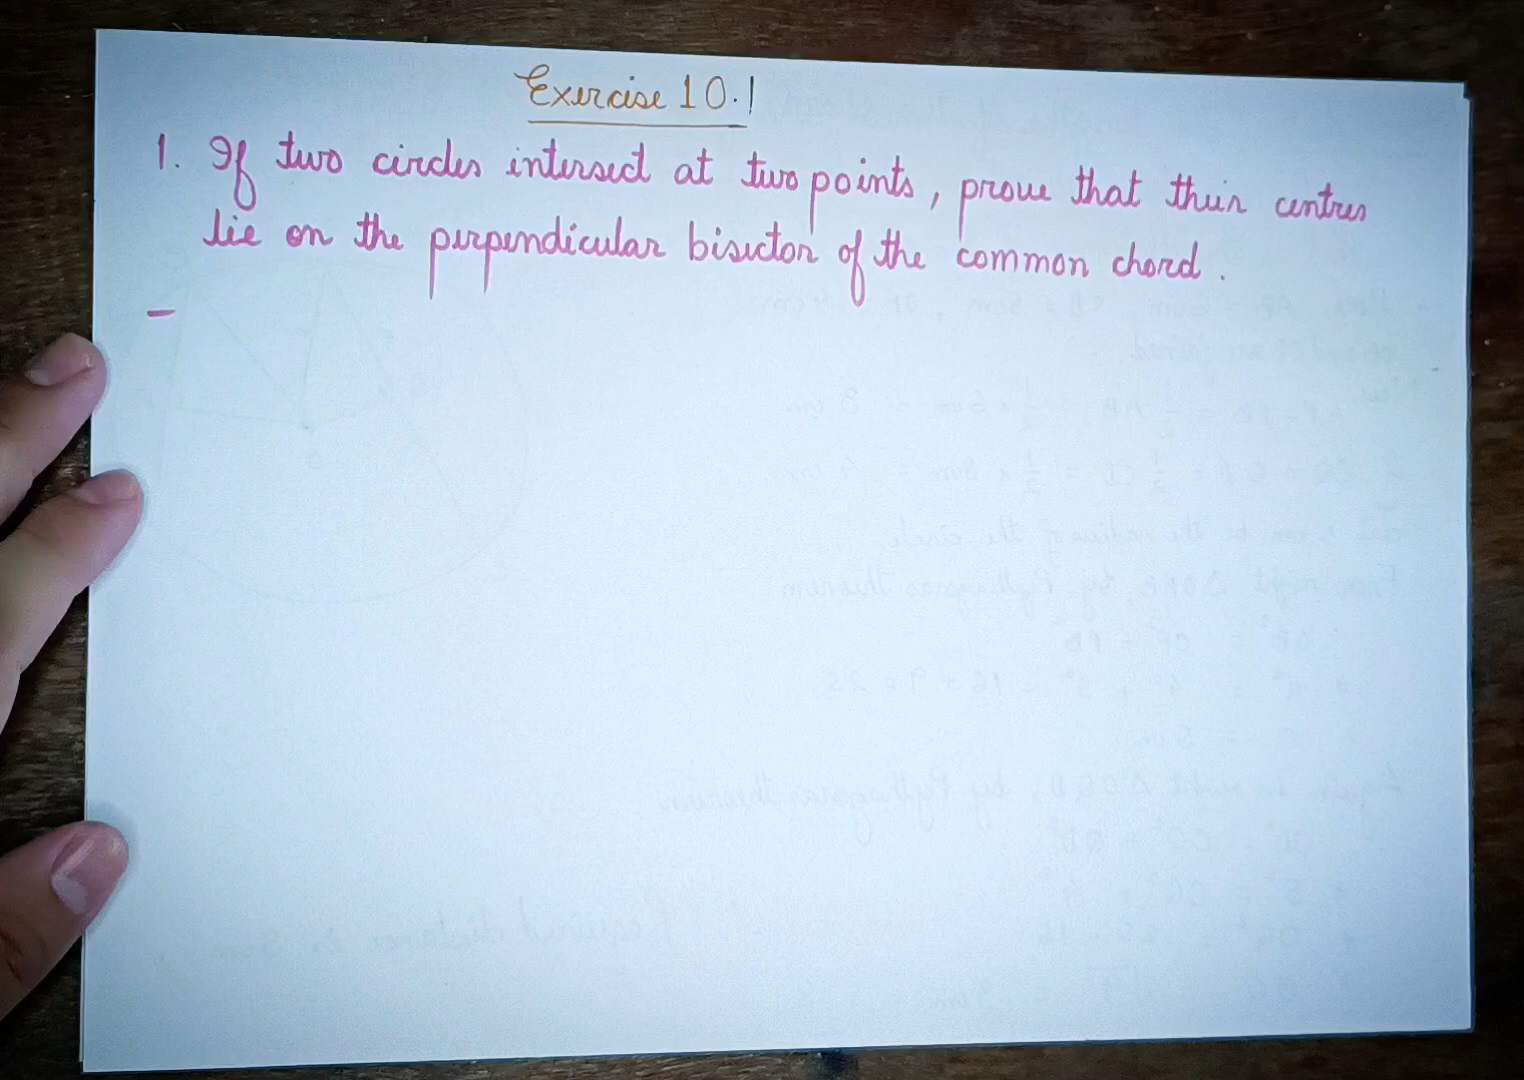 Exercise 10.1
1. If two circles intersect at two points, prove that their centres
lie on the perpendicular bisector of the common chord.
-